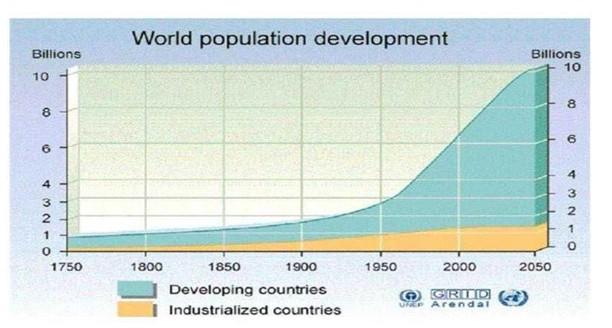 World population development
Billions
Billions
10
8
6
4
3
2
1
0
10
8
6
4
3
2
1
0
1750 1800 1850 1900 1950 2000 2050
Developing countries
Industrialized countries
UNEP
GRID
Arendal